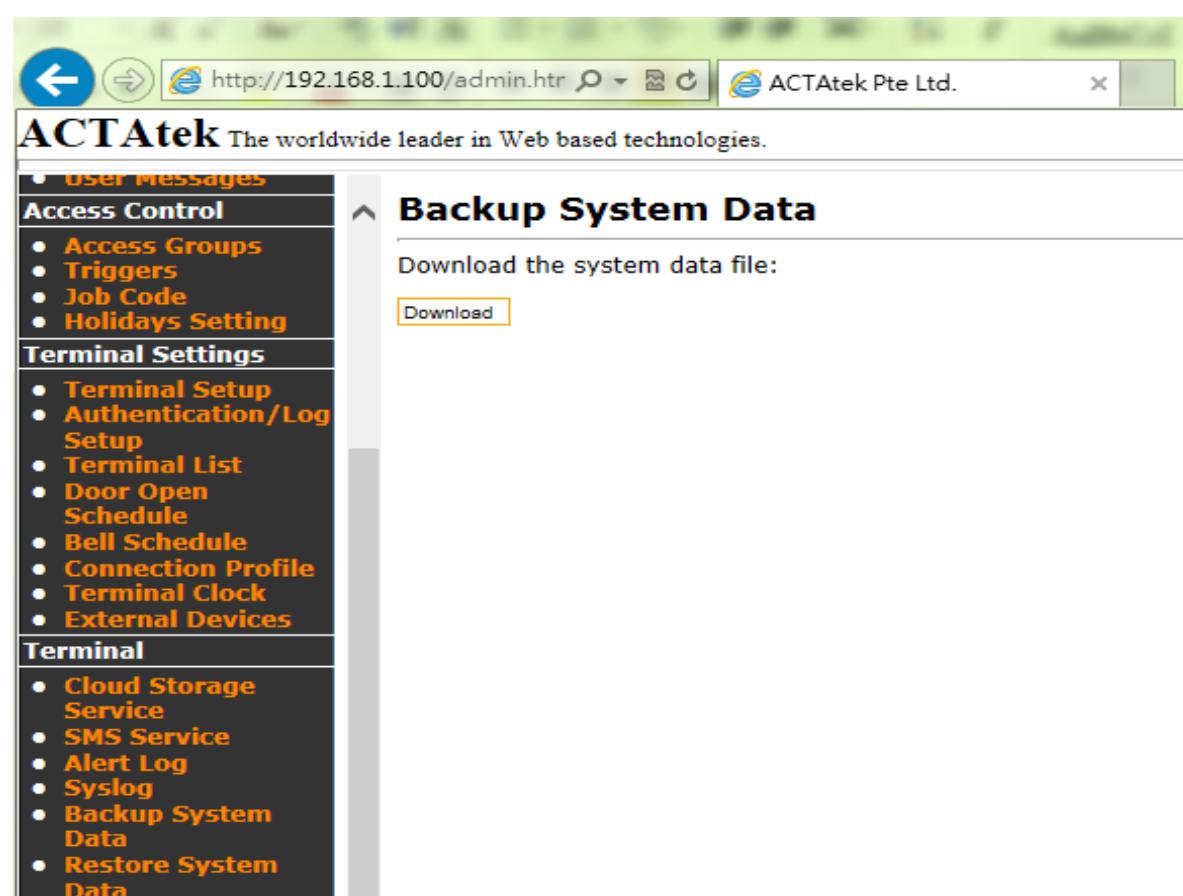 http://192.168.1.100/admin.htr
ACTAtek Pte Ltd.
ACTAtek The worldwide leader in Web based technologies.
User Messages
Access Control
Access Groups
Triggers
Job Code
Holidays Setting
Terminal Settings
Terminal Setup
Authentication/Log
Setup
Terminal List
Door Open
Schedule
Bell Schedule
Connection Profile
Terminal Clock
External Devices
Terminal
Cloud Storage
Service
SMS Service
Alert Log
Syslog
Backup System
Data
Restore System
Data
Backup System Data
Download the system data file:
Download